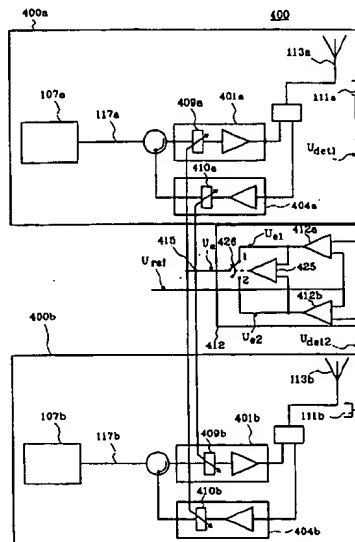 400a
400
113a
409a
401a
107a
117a
111a
410a
Udet1
404a
415
Ue
426
Ue1
412a
1
425
Uref
2
412b
400b
412
Ue2
Udet2
113b
409b
401b
107b
117b
111b
410b
404b